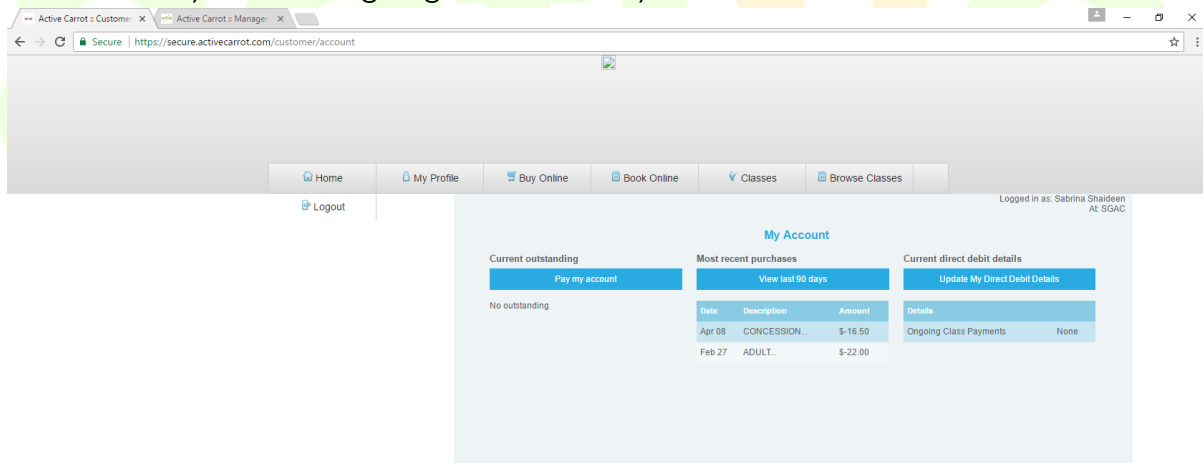 Active Carrot :: Custome
Active Carrot :: Manager
Secure | https://secure.activecarrot.com/customer/account
Home
My Profile
Buy Online
Book Online
Classes
Browse Classes
Logout
Logged in as: Sabrina Shaideen
At: SGAC
My Account
Current outstanding
Most recent purchases
Current direct debit details
Pay my account
View last 90 days
Update My Direct Debit Details
No outstanding
Date Description Amount
Details
Apr 08 CONCESSION... $-16.50
Ongoing Class Payments None
Feb 27 ADULT... $-22.00